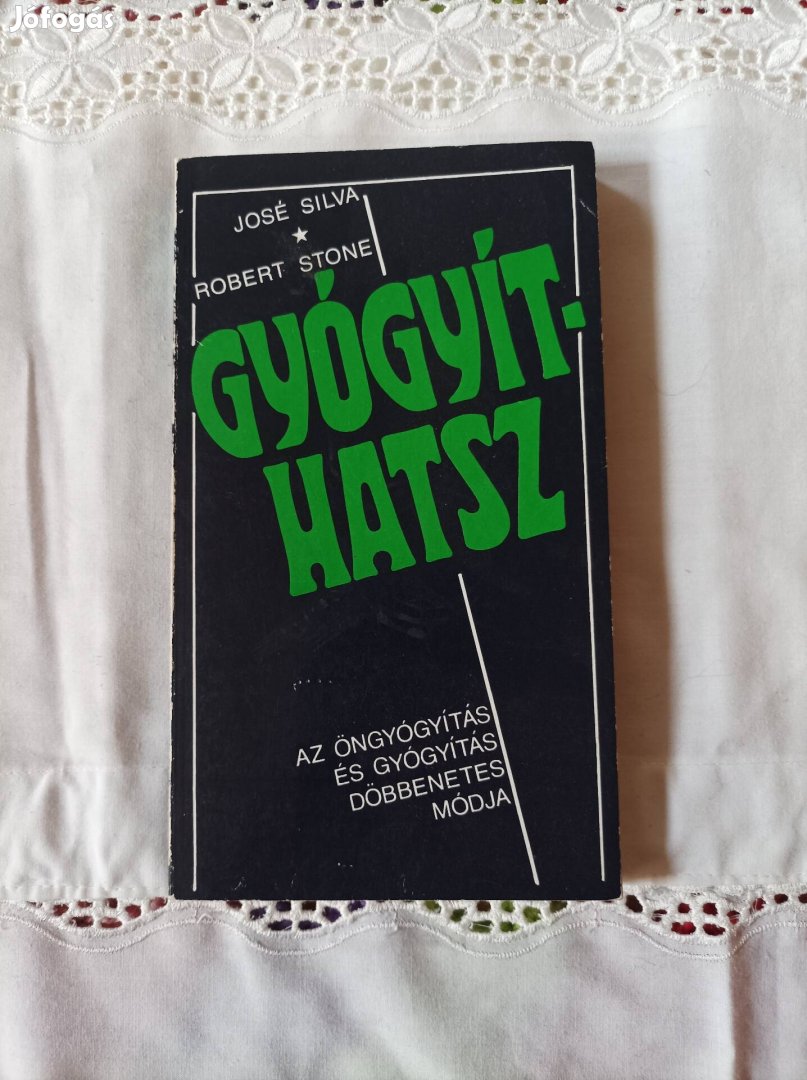 Jófogás
JOSÉ SILVA
★
ROBERT STONE
GYÓGYÍT-
HATSZ
AZ ÖNGYÓGYÍTÁS
ÉS GYÓGYÍTÁS
DÖBBENETES
MÓDJA